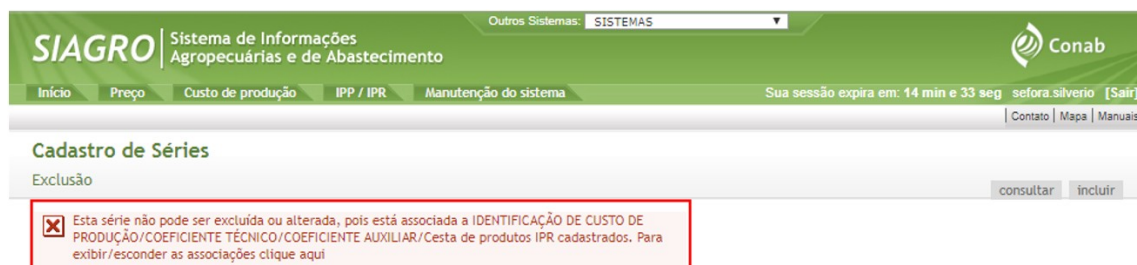 Outros Sistemas: SISTEMAS
SIAGRO Sistema de Informações
Agropecuárias e de Abastecimento
Conab
Início Preço Custo de produção IPP / IPR Manutenção do sistema Sua sessão expira em: 14 min e 33 seg sefora.silverio [Sair]
| Contato | Mapa | Manuais
Cadastro de Séries
Exclusão
consultar incluir
Esta série não pode ser excluída ou alterada, pois está associada a IDENTIFICAÇÃO DE CUSTO DE
PRODUÇÃO/COEFICIENTE TÉCNICO/COEFICIENTE AUXILIAR/Cesta de produtos IPR cadastrados. Para
exibir/esconder as associações clique aqui